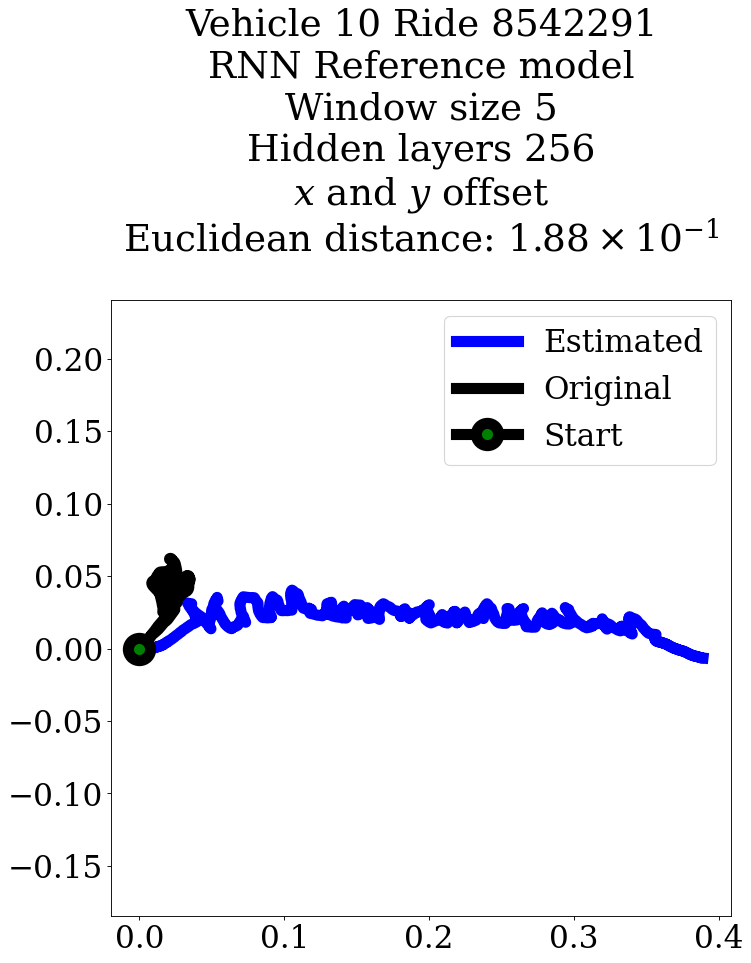 Vehicle 10 Ride 8542291
RNN Reference model
Window size 5
Hidden layers 256
x and y offset
Euclidean distance: 1.88 × 10⁻¹
Estimated
Original
Start
0.20
0.15
0.10
0.05
0.00
−0.05
−0.10
−0.15
0.0 0.1 0.2 0.3 0.4